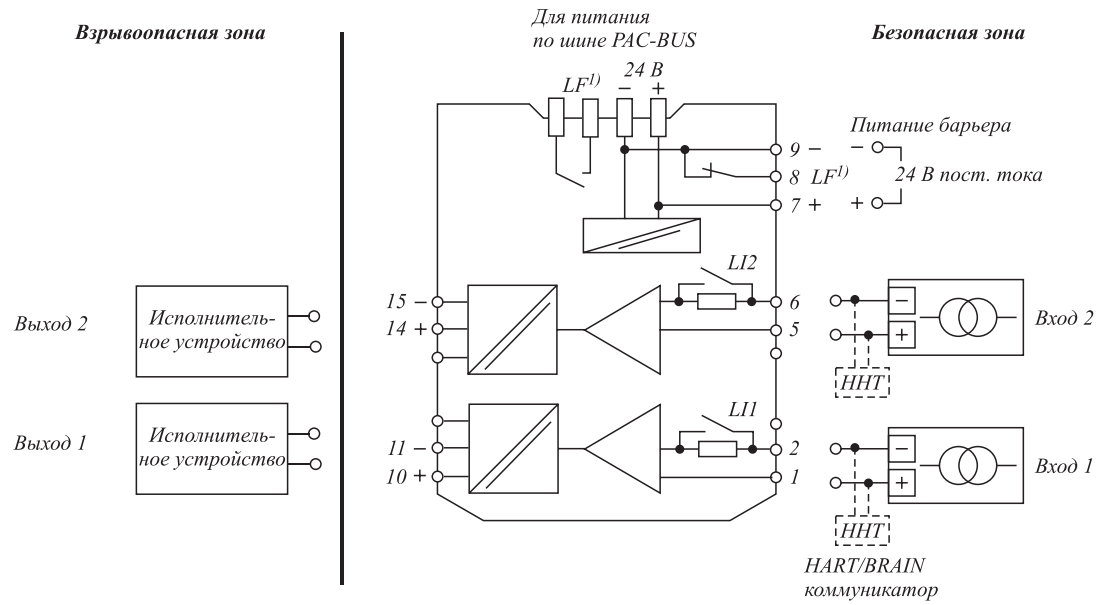 Взрывоопасная зона
Для питания
по шине PAC-BUS
Безопасная зона
24 В
LF¹⁾
− +
Питание барьера
9 −
−
8 LF¹⁾
24 В пост. тока
7 +
+
LI2
15 −
6
−
Выход 2
Исполнитель-
ное устройство
14 +
5
+
Вход 2
HHT
LI1
Выход 1
Исполнитель-
ное устройство
11 −
2
−
10 +
1
+
Вход 1
HHT
HART/BRAIN
коммуникатор